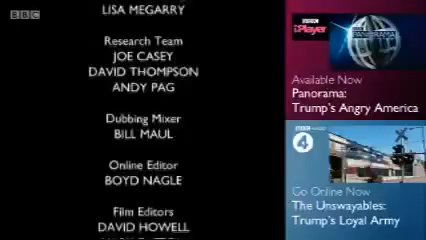 BBC
LISA MEGARRY
Research Team
JOE CASEY
DAVID THOMPSON
ANDY PAG
Dubbing Mixer
BILL MAUL
Online Editor
BOYD NAGLE
Film Editors
DAVID HOWELL
BBC
iPlayer
PANORAMA
Available Now
Panorama:
Trump's Angry America
BBC
4
Go Online Now
The Unswayables:
Trump's Loyal Army